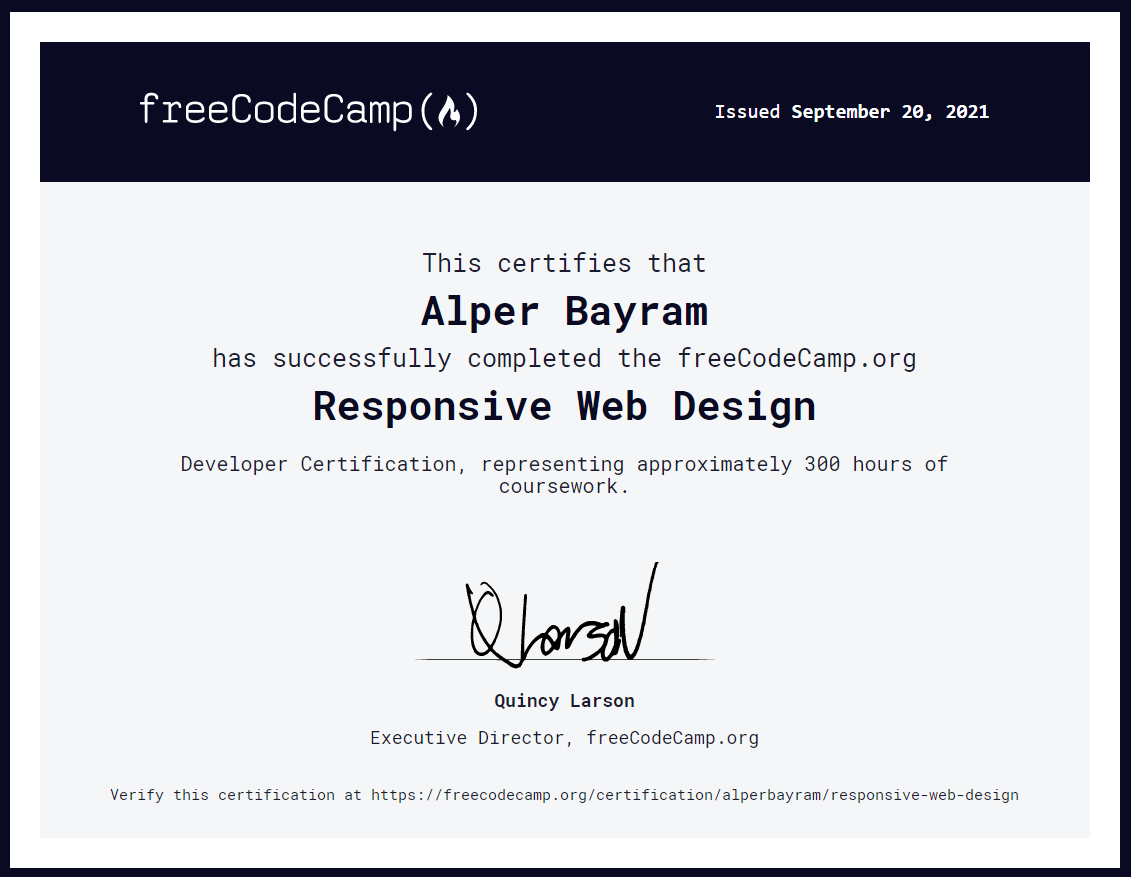 freeCodeCamp
Issued September 20, 2021
This certifies that
Alper Bayram
has successfully completed the freeCodeCamp.org
Responsive Web Design
Developer Certification, representing approximately 300 hours of
coursework.
Q Larson
Quincy Larson
Executive Director, freeCodeCamp.org
Verify this certification at https://freecodecamp.org/certification/alperbayram/responsive-web-design